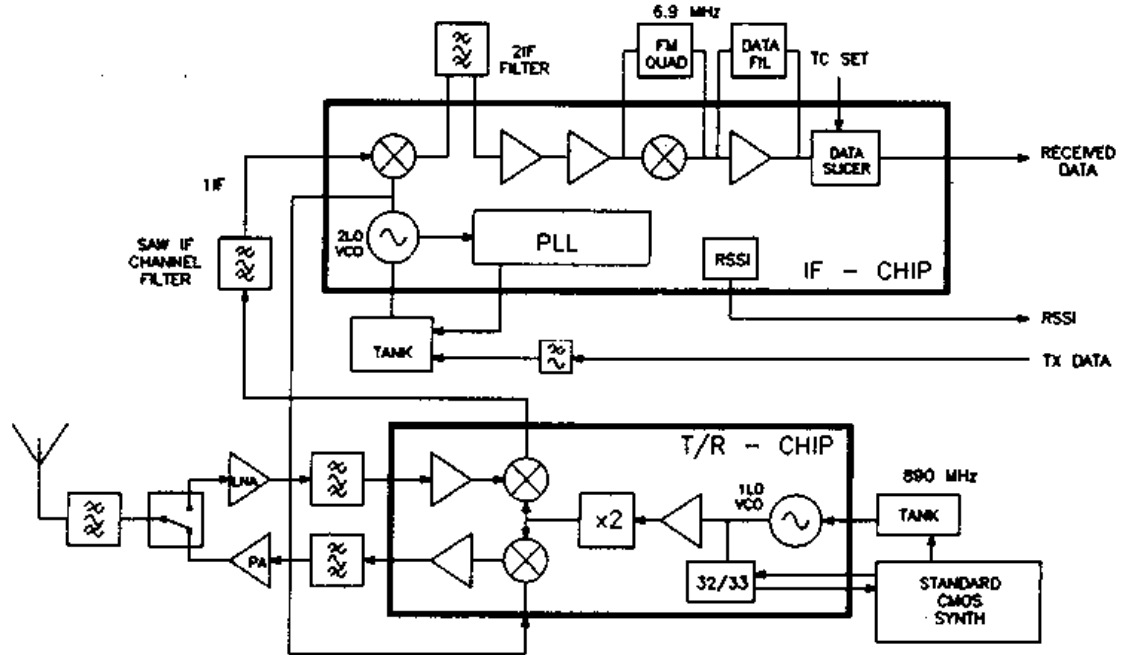 6.9 MHz
FM
QUAD
DATA
FIL
TC SET
2IF
FILTER
DATA
SLICER
RECEIVED
DATA
1IF
SAW IF
CHANNEL
FILTER
2LO
VCO
PLL
RSSI
IF - CHIP
RSSI
TANK
TX DATA
T/R - CHIP
890 MHz
LNA
1LO
VCO
x2
TANK
PA
32/33
STANDARD
CMOS
SYNTH